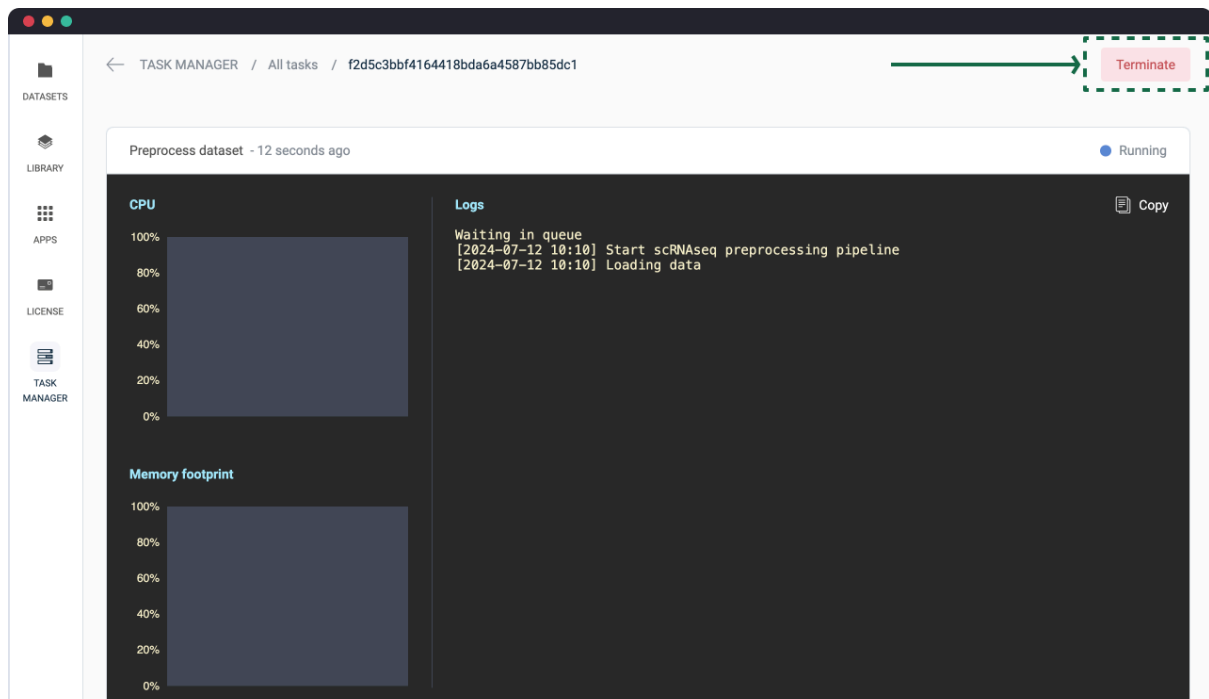 TASK MANAGER / All tasks / f2d5c3bbf4164418bda6a4587bb85dc1
Terminate
DATASETS
LIBRARY
APPS
LICENSE
TASK
MANAGER
Preprocess dataset - 12 seconds ago
Running
CPU
100%
80%
60%
40%
20%
0%
Memory footprint
100%
80%
60%
40%
20%
0%
Logs
Copy
Waiting in queue
[2024-07-12 10:10] Start scRNAseq preprocessing pipeline
[2024-07-12 10:10] Loading data